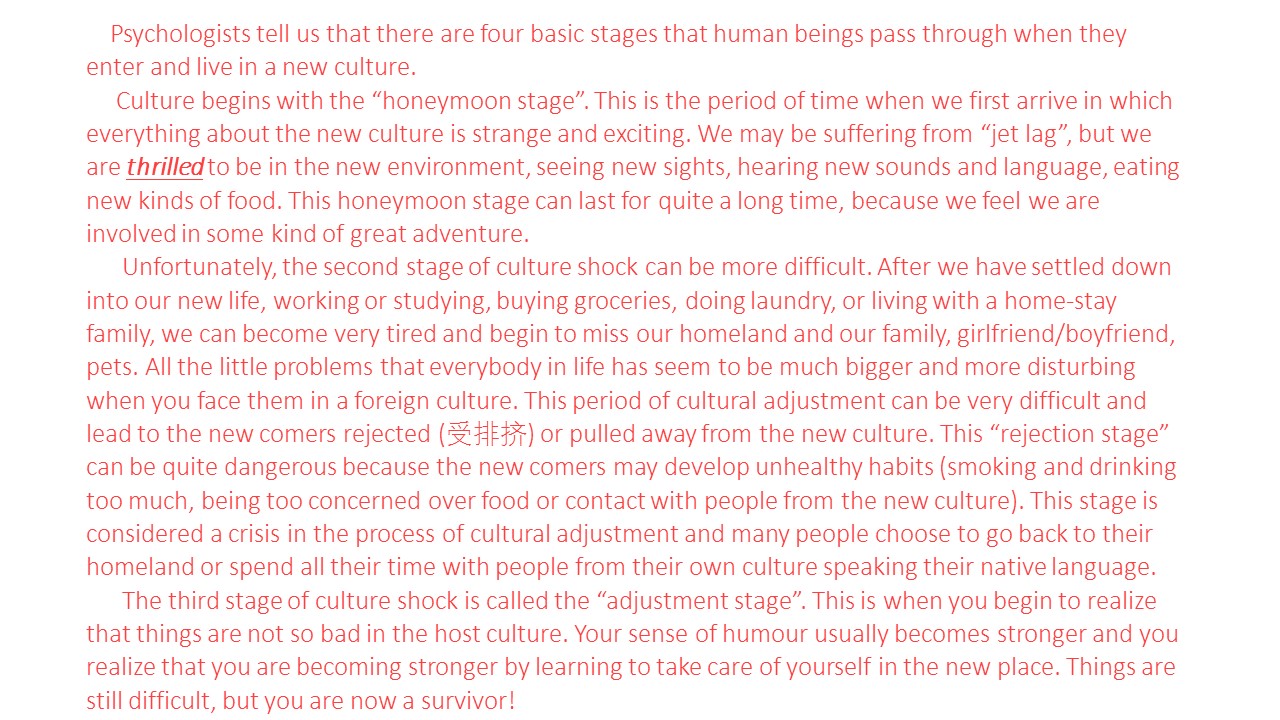 Psychologists tell us that there are four basic stages that human beings pass through when they
enter and live in a new culture.
Culture begins with the “honeymoon stage”. This is the period of time when we first arrive in which
everything about the new culture is strange and exciting. We may be suffering from “jet lag”, but we
are thrilled to be in the new environment, seeing new sights, hearing new sounds and language, eating
new kinds of food. This honeymoon stage can last for quite a long time, because we feel we are
involved in some kind of great adventure.
Unfortunately, the second stage of culture shock can be more difficult. After we have settled down
into our new life, working or studying, buying groceries, doing laundry, or living with a home-stay
family, we can become very tired and begin to miss our homeland and our family, girlfriend/boyfriend,
pets. All the little problems that everybody in life has seem to be much bigger and more disturbing
when you face them in a foreign culture. This period of cultural adjustment can be very difficult and
lead to the new comers rejected (受排挤) or pulled away from the new culture. This “rejection stage”
can be quite dangerous because the new comers may develop unhealthy habits (smoking and drinking
too much, being too concerned over food or contact with people from the new culture). This stage is
considered a crisis in the process of cultural adjustment and many people choose to go back to their
homeland or spend all their time with people from their own culture speaking their native language.
The third stage of culture shock is called the “adjustment stage”. This is when you begin to realize
that things are not so bad in the host culture. Your sense of humour usually becomes stronger and you
realize that you are becoming stronger by learning to take care of yourself in the new place. Things are
still difficult, but you are now a survivor!